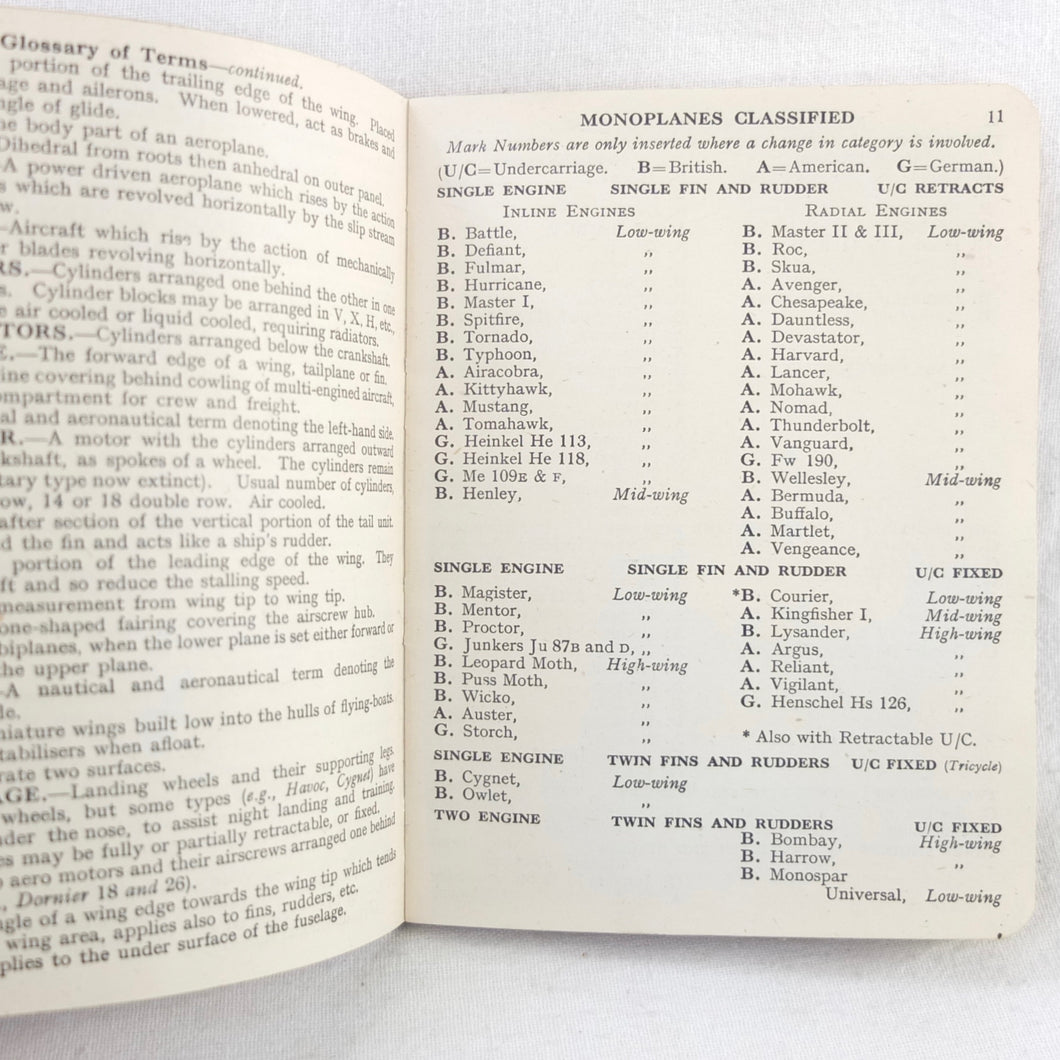 Glossary of Terms—continued.
portion of the trailing edge of the wing. Placed
age and ailerons. When lowered, act as brakes and
ngle of glide.
he body part of an aeroplane.
Dihedral from roots then anhedral on outer panel.
A power driven aeroplane which rises by the action
s which are revolved horizontally by the slip stream
w.
—Aircraft which rise by the action of mechanically
r blades revolving horizontally.
RS.—Cylinders arranged one behind the other in one
s. Cylinder blocks may be arranged in V, X, H, etc.,
e air cooled or liquid cooled, requiring radiators.
TORS.—Cylinders arranged below the crankshaft.
E.—The forward edge of a wing, tailplane or fin.
ine covering behind cowling of multi-engined aircraft,
ompartment for crew and freight.
al and aeronautical term denoting the left-hand side.
R.—A motor with the cylinders arranged outward
kshaft, as spokes of a wheel. The cylinders remain
tary type now extinct). Usual number of cylinders,
ow, 14 or 18 double row. Air cooled.
after section of the vertical portion of the tail unit.
d the fin and acts like a ship's rudder.
portion of the leading edge of the wing. They
ft and so reduce the stalling speed.
measurement from wing tip to wing tip.
one-shaped fairing covering the airscrew hub.
biplanes, when the lower plane is set either forward or
the upper plane.
—A nautical and aeronautical term denoting the
de.
niature wings built low into the hulls of flying-boats.
tabilisers when afloat.
rate two surfaces.
AGE.—Landing wheels and their supporting legs.
wheels, but some types (e.g., Havoc, Cygnet) have
nder the nose, to assist night landing and training.
es may be fully or partially retractable, or fixed.
o aero motors and their airscrews arranged one behind
., Dornier 18 and 26).
ngle of a wing edge towards the wing tip which tends
wing area, applies also to fins, rudders, etc.
plies to the under surface of the fuselage.
MONOPLANES CLASSIFIED 11
Mark Numbers are only inserted where a change in category is involved.
(U/C=Undercarriage. B=British. A=American. G=German.)
SINGLE ENGINE SINGLE FIN AND RUDDER U/C RETRACTS
INLINE ENGINES
B. Battle, Low-wing
B. Defiant, ,,
B. Fulmar, ,,
B. Hurricane, ,,
B. Master I, ,,
B. Spitfire, ,,
B. Tornado, ,,
B. Typhoon, ,,
A. Airacobra, ,,
A. Kittyhawk, ,,
A. Mustang, ,,
A. Tomahawk, ,,
G. Heinkel He 113, ,,
G. Heinkel He 118, ,,
G. Me 109E & F, ,,
B. Henley, Mid-wing
RADIAL ENGINES
B. Master II & III, Low-wing
B. Roc, ,,
B. Skua, ,,
A. Avenger, ,,
A. Chesapeake, ,,
A. Dauntless, ,,
A. Devastator, ,,
A. Harvard, ,,
A. Lancer, ,,
A. Mohawk, ,,
A. Nomad, ,,
A. Thunderbolt, ,,
A. Vanguard, ,,
G. Fw 190, ,,
B. Wellesley, Mid-wing
A. Bermuda, ,,
A. Buffalo, ,,
A. Martlet, ,,
A. Vengeance, ,,
SINGLE ENGINE SINGLE FIN AND RUDDER U/C FIXED
B. Magister, Low-wing
B. Mentor, ,,
B. Proctor, ,,
G. Junkers Ju 87B and D, ,,
B. Leopard Moth, High-wing
B. Puss Moth, ,,
B. Wicko, ,,
A. Auster, ,,
G. Storch, ,,
*B. Courier, Low-wing
A. Kingfisher I, Mid-wing
B. Lysander, High-wing
A. Argus, ,,
A. Reliant, ,,
A. Vigilant, ,,
G. Henschel Hs 126, ,,
* Also with Retractable U/C.
SINGLE ENGINE TWIN FINS AND RUDDERS U/C FIXED (Tricycle)
B. Cygnet, Low-wing
B. Owlet, ,,
TWO ENGINE TWIN FINS AND RUDDERS U/C FIXED
B. Bombay, High-wing
B. Harrow, ,,
B. Monospar
Universal, Low-wing